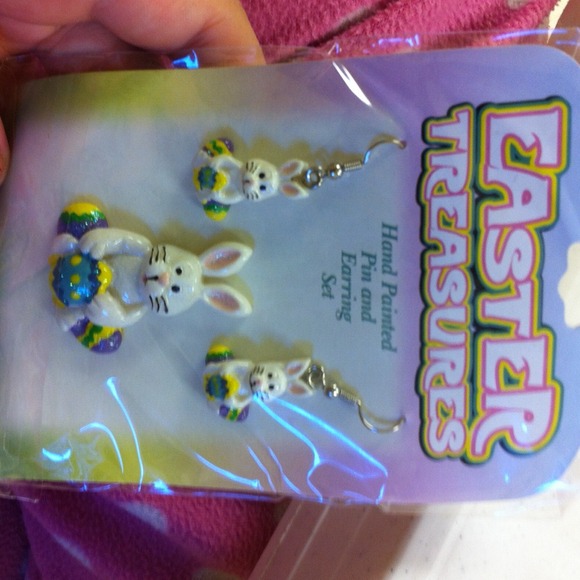 EASTER
TREASURES
Hand Painted
Pin and
Earring
Set